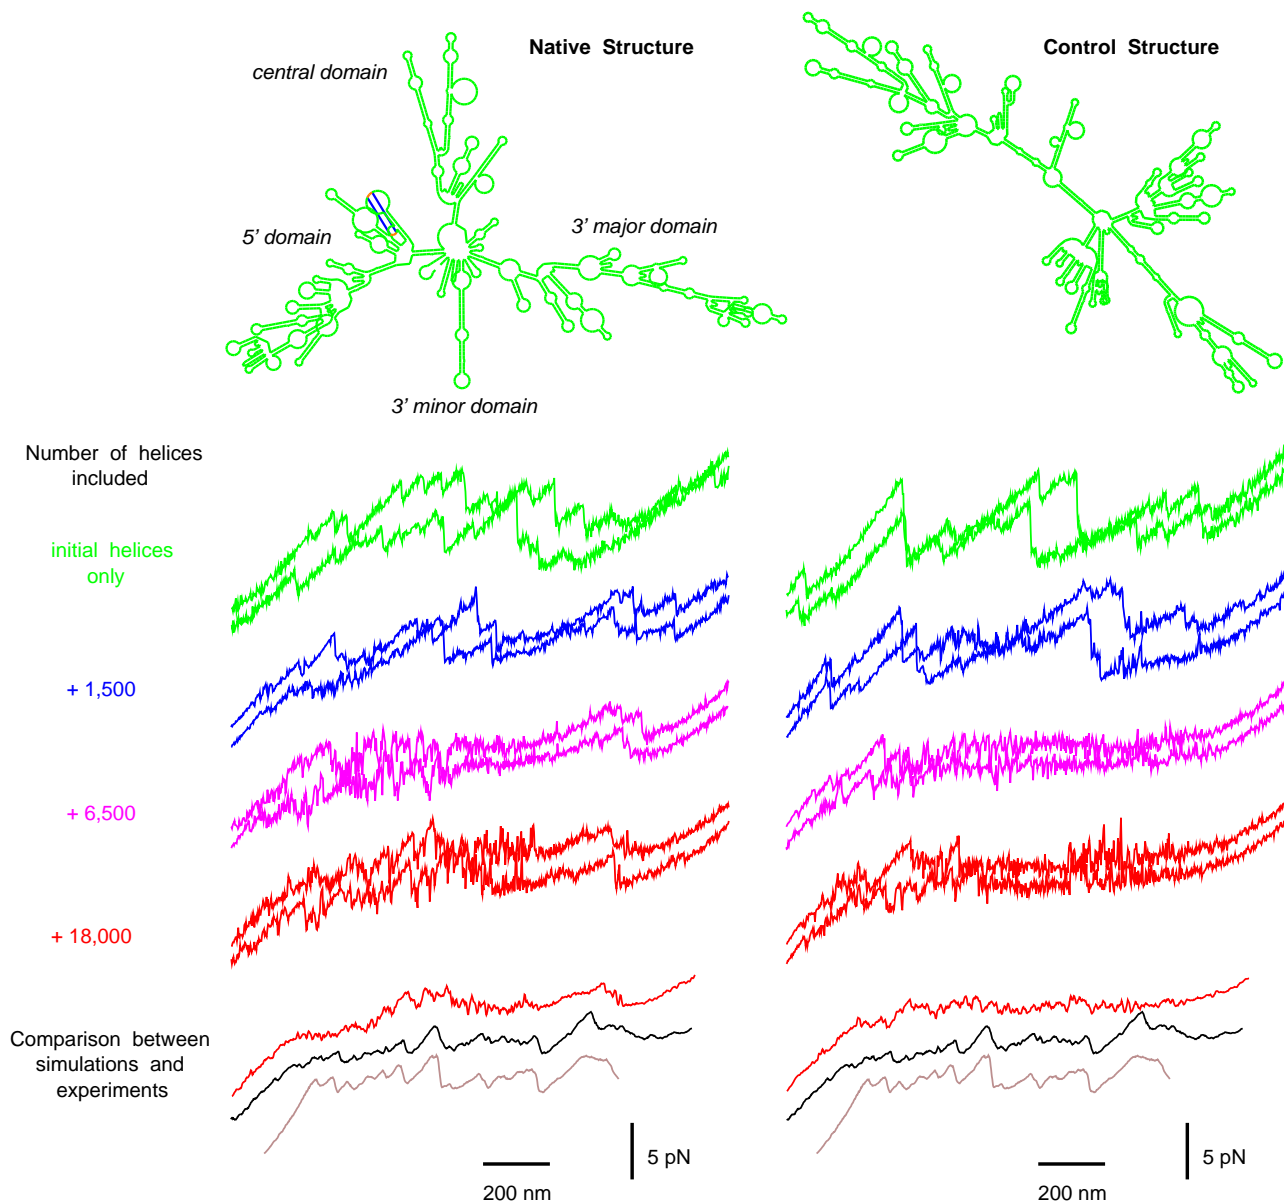 Native Structure
Control Structure
central domain
5’ domain
3’ major domain
3’ minor domain
Number of helices
included
initial helices
only
+ 1,500
+ 6,500
+ 18,000
Comparison between
simulations and
experiments
5 pN
200 nm
5 pN
200 nm